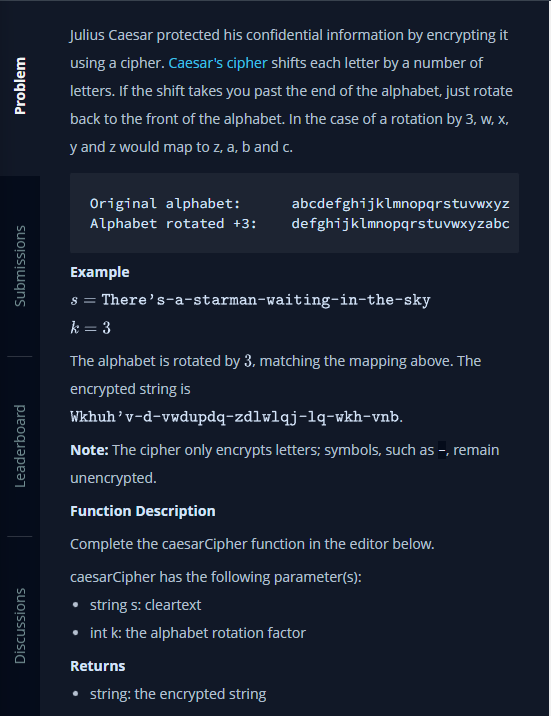 Problem
Submissions
Leaderboard
Discussions
Julius Caesar protected his confidential information by encrypting it
using a cipher. Caesar's cipher shifts each letter by a number of
letters. If the shift takes you past the end of the alphabet, just rotate
back to the front of the alphabet. In the case of a rotation by 3, w, x,
y and z would map to z, a, b and c.
Original alphabet: abcdefghijklmnopqrstuvwxyz
Alphabet rotated +3: defghijklmnopqrstuvwxyzabc
Example
s = There's-a-starman-waiting-in-the-sky
k = 3
The alphabet is rotated by 3, matching the mapping above. The
encrypted string is
Wkhuh'v-d-vwdupdq-zdlwlqj-lq-wkh-vnb.
Note: The cipher only encrypts letters; symbols, such as -, remain
unencrypted.
Function Description
Complete the caesarCipher function in the editor below.
caesarCipher has the following parameter(s):
• string s: cleartext
• int k: the alphabet rotation factor
Returns
• string: the encrypted string